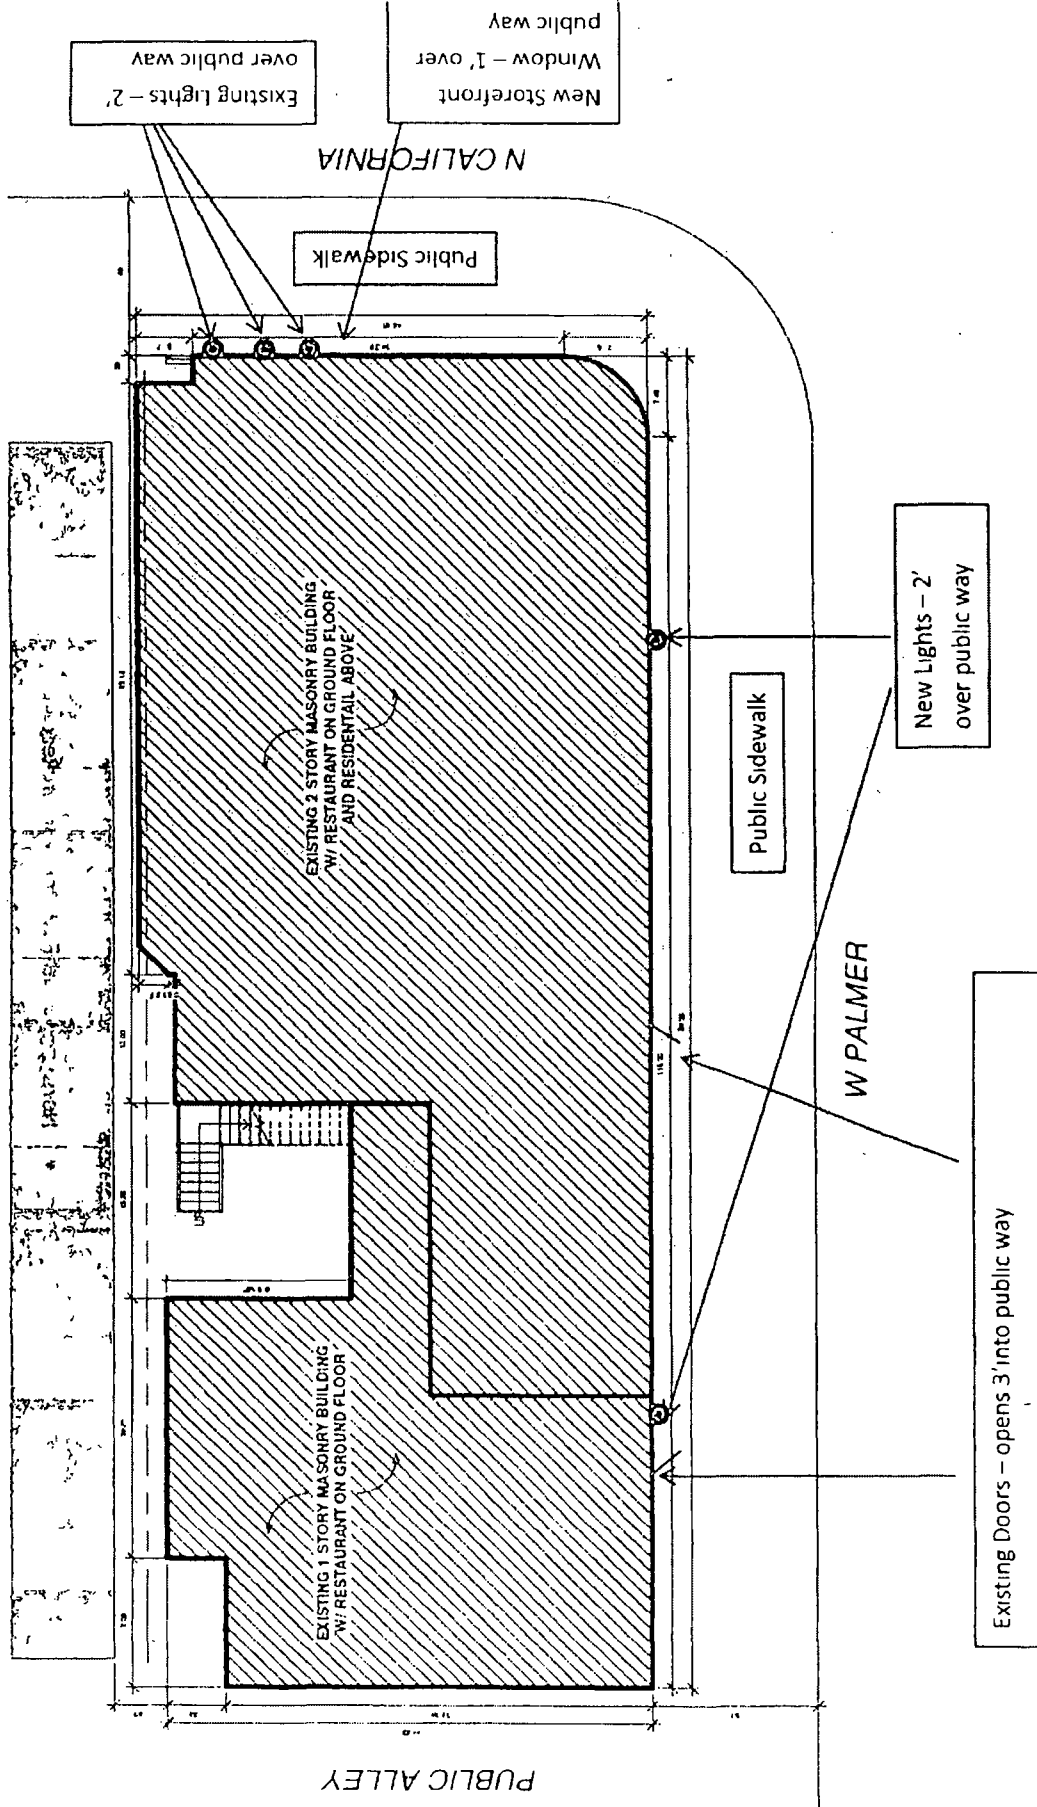 Existing Lights – 2'
over public way
New Storefront
Window – 1' over
public way
N CALIFORNIA
Public Sidewalk
EXISTING 2 STORY MASONRY BUILDING
W/ RESTAURANT ON GROUND FLOOR
AND RESIDENTAIL ABOVE
EXISTING 1 STORY MASONRY BUILDING
W/ RESTAURANT ON GROUND FLOOR
UP
New Lights – 2'
over public way
Public Sidewalk
W PALMER
Existing Doors – opens 3' into public way
PUBLIC ALLEY